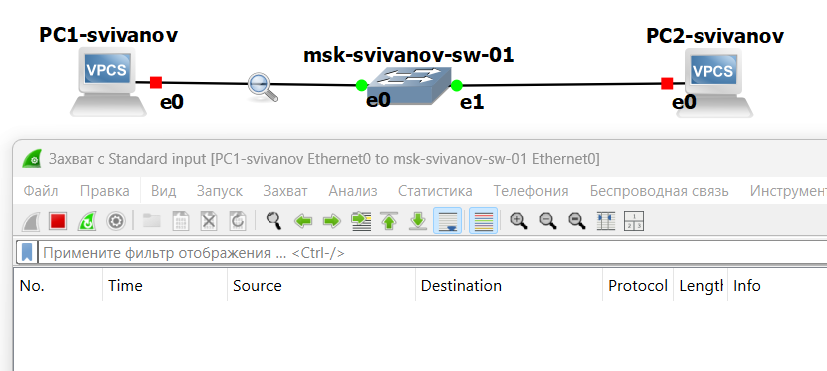 PC1-svivanov
msk-svivanov-sw-01
PC2-svivanov
VPCS
VPCS
e0
e0
e1
e0
Захват с Standard input [PC1-svivanov Ethernet0 to msk-svivanov-sw-01 Ethernet0]
Файл Правка Вид Запуск Захват Анализ Статистика Телефония Беспроводная связь Инструмен
Примените фильтр отображения ... <Ctrl-/>
No. Time Source Destination Protocol Length Info